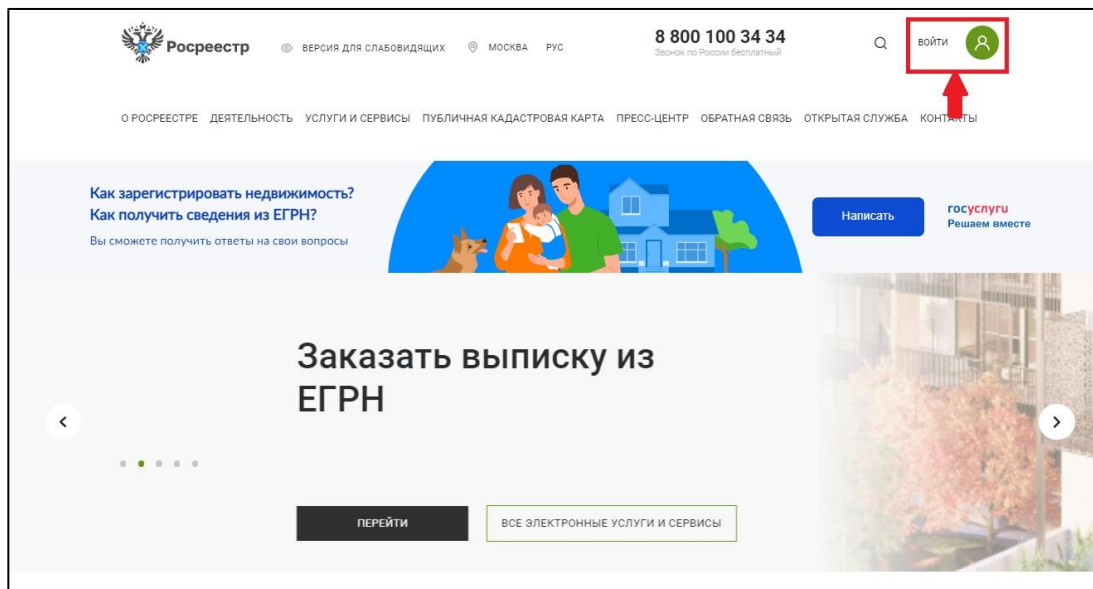 Росреестр
ВЕРСИЯ ДЛЯ СЛАБОВИДЯЩИХ
МОСКВА
РУС
8 800 100 34 34
Звонок по России бесплатный
ВОЙТИ
О РОСРЕЕСТРЕ ДЕЯТЕЛЬНОСТЬ УСЛУГИ И СЕРВИСЫ ПУБЛИЧНАЯ КАДАСТРОВАЯ КАРТА ПРЕСС-ЦЕНТР ОБРАТНАЯ СВЯЗЬ ОТКРЫТАЯ СЛУЖБА КОНТАКТЫ
Как зарегистрировать недвижимость?
Как получить сведения из ЕГРН?
Вы сможете получить ответы на свои вопросы
Написать
госуслуги
Решаем вместе
Заказать выписку из
ЕГРН
ПЕРЕЙТИ
ВСЕ ЭЛЕКТРОННЫЕ УСЛУГИ И СЕРВИСЫ